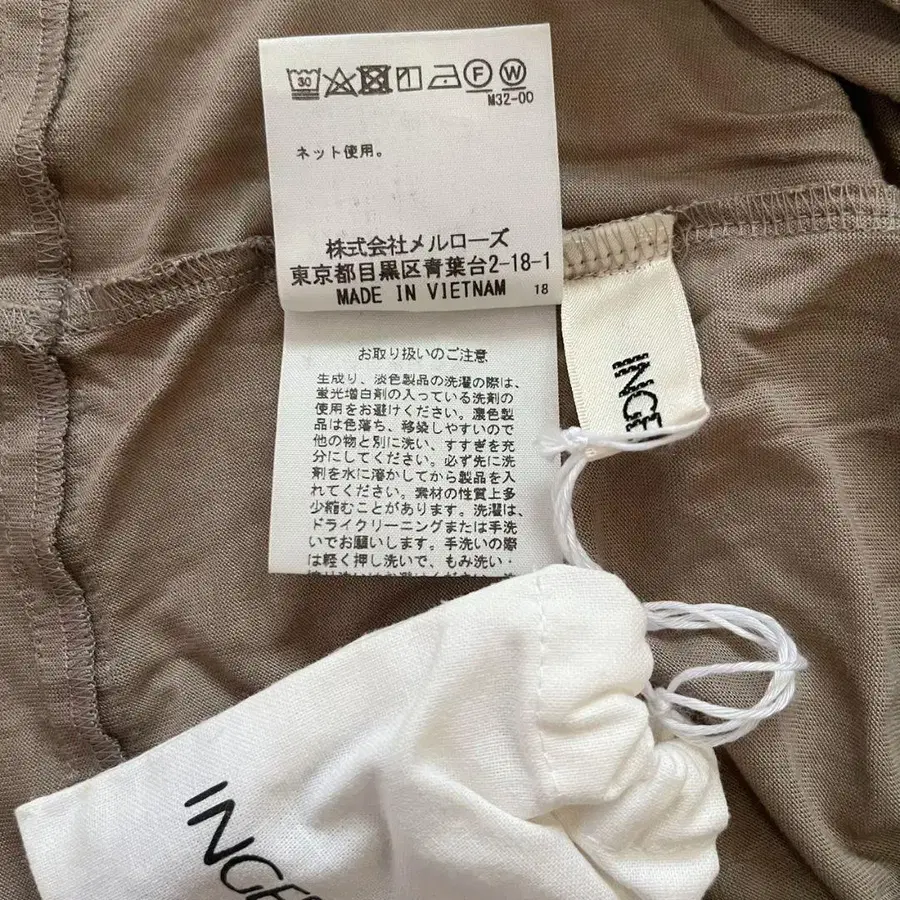 30
F W
M32-00
ネット使用。
株式会社メルローズ
東京都目黒区青葉台2-18-1
MADE IN VIETNAM 18
お取り扱いのご注意
生成り、淡色製品の洗濯の際は、
蛍光増白剤の入っている洗剤の
使用をお避けください。濃色製
品は色落ち、移染しやすいので
他の物と別に洗い、すすぎを充
分にしてください。必ず先に洗
剤を水に溶かしてから製品を入
れてください。素材の性質上多
少縮むことがあります。洗濯は、
ドライクリーニングまたは手洗
いでお願いします。手洗いの際
は軽く押し洗いで、もみ洗い・
INGE
INGE